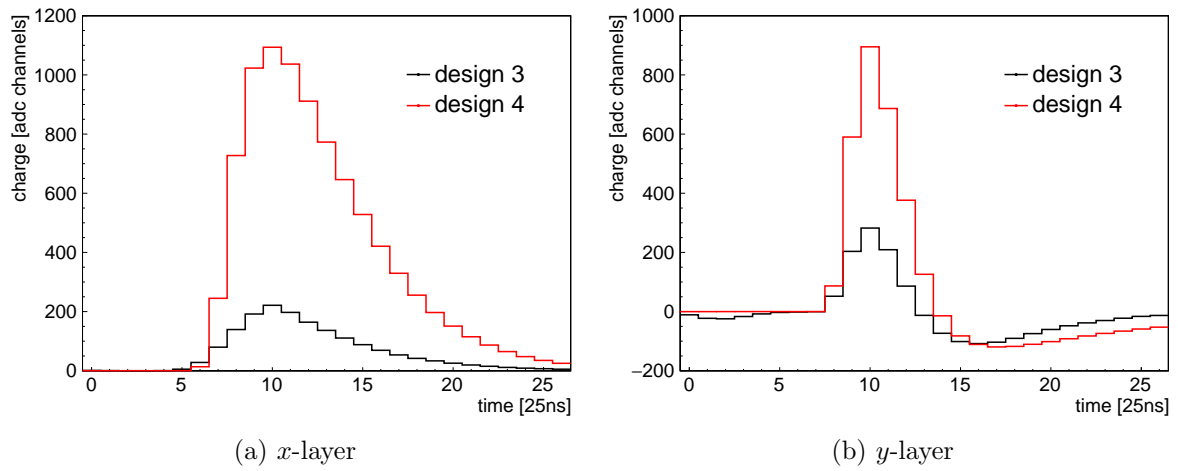 charge [adc channels]
1200
1000
800
600
400
200
0
design 3
design 4
0 5 10 15 20 25
time [25ns]
(a) x-layer
charge [adc channels]
1000
800
600
400
200
0
−200
design 3
design 4
0 5 10 15 20 25
time [25ns]
(b) y-layer